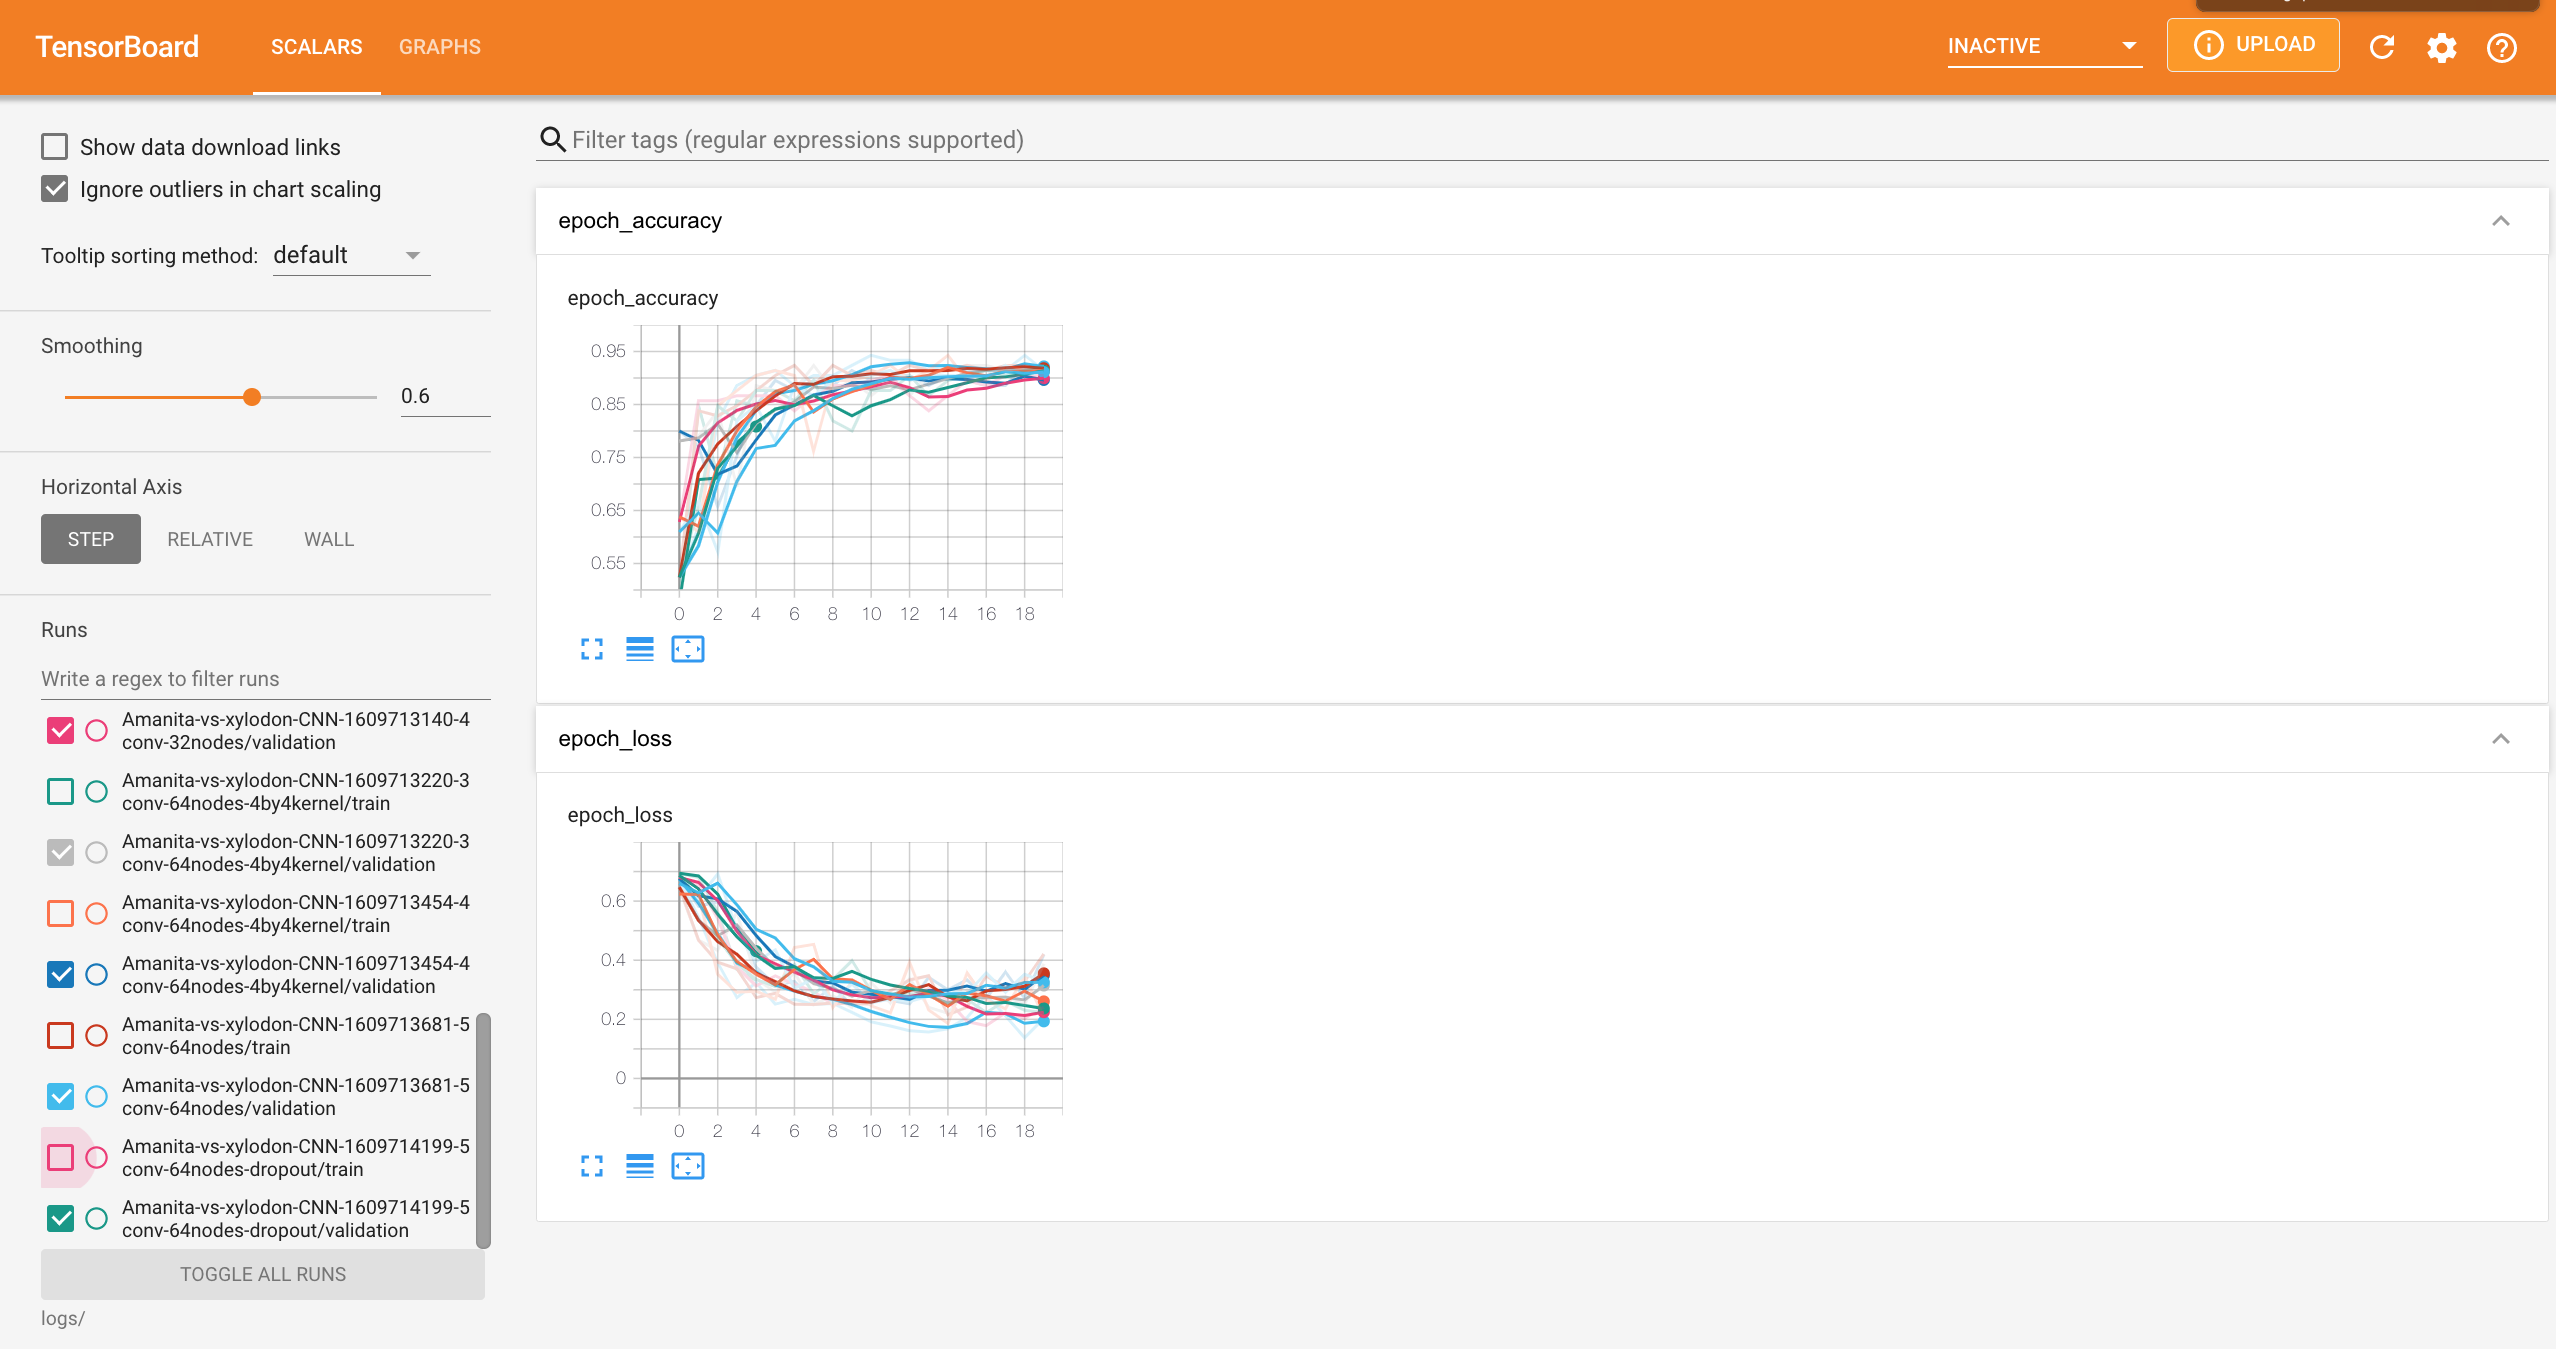 TensorBoard
SCALARS
GRAPHS
INACTIVE
UPLOAD
Show data download links
Ignore outliers in chart scaling
Tooltip sorting method: default
Smoothing
0.6
Horizontal Axis
STEP RELATIVE WALL
Runs
Write a regex to filter runs
Amanita-vs-xylodon-CNN-1609713140-4
conv-32nodes/validation
Amanita-vs-xylodon-CNN-1609713220-3
conv-64nodes-4by4kernel/train
Amanita-vs-xylodon-CNN-1609713220-3
conv-64nodes-4by4kernel/validation
Amanita-vs-xylodon-CNN-1609713454-4
conv-64nodes-4by4kernel/train
Amanita-vs-xylodon-CNN-1609713454-4
conv-64nodes-4by4kernel/validation
Amanita-vs-xylodon-CNN-1609713681-5
conv-64nodes/train
Amanita-vs-xylodon-CNN-1609713681-5
conv-64nodes/validation
Amanita-vs-xylodon-CNN-1609714199-5
conv-64nodes-dropout/train
Amanita-vs-xylodon-CNN-1609714199-5
conv-64nodes-dropout/validation
TOGGLE ALL RUNS
logs/
Filter tags (regular expressions supported)
epoch_accuracy
epoch_accuracy
0.95
0.85
0.75
0.65
0.55
0 2 4 6 8 10 12 14 16 18
epoch_loss
epoch_loss
0.6
0.4
0.2
0
0 2 4 6 8 10 12 14 16 18